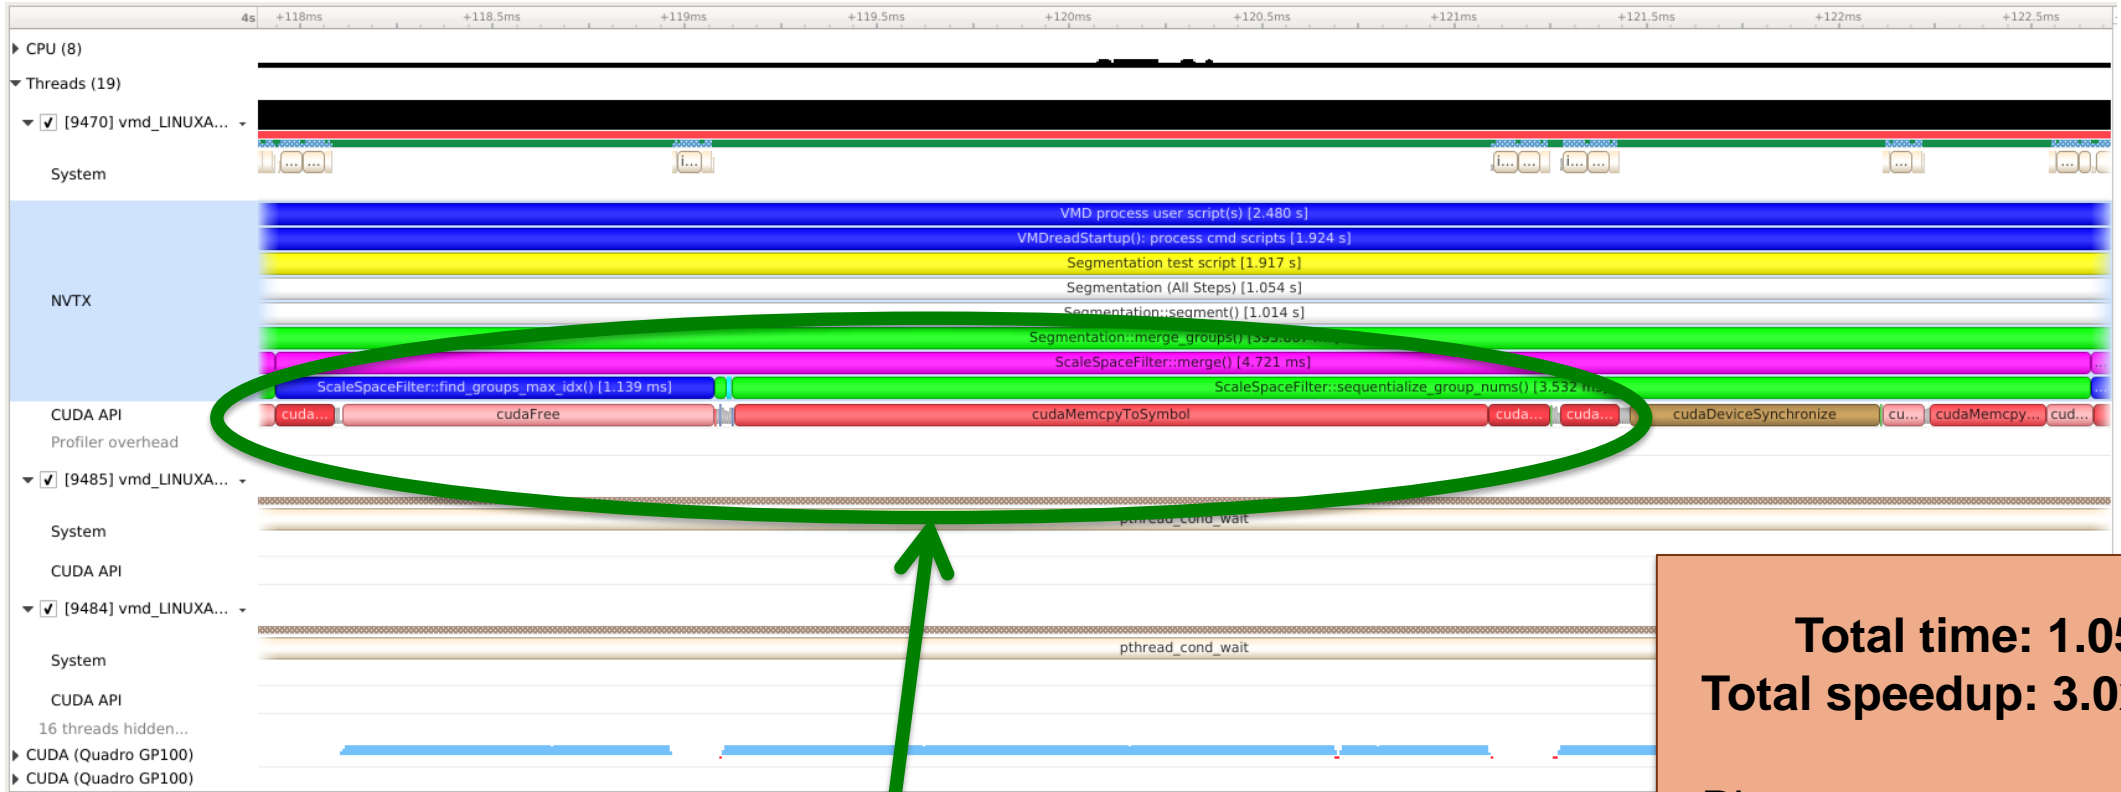 4s +118ms +118.5ms +119ms +119.5ms +120ms +120.5ms +121ms +121.5ms +122ms +122.5ms
CPU (8)
Threads (19)
[9470] vmd_LINUXA...
System
... ... i... i... ... i... ... ... ...
NVTX
VMD process user script(s) [2.480 s]
VMDreadStartup(): process cmd scripts [1.924 s]
Segmentation test script [1.917 s]
Segmentation (All Steps) [1.054 s]
Segmentation::segment() [1.014 s]
Segmentation::merge_groups()
ScaleSpaceFilter::merge() [4.721 ms] ...
ScaleSpaceFilter::find_groups_max_idx() [1.139 ms] ScaleSpaceFilter::sequentialize_group_nums() [3.532 ms] ...
CUDA API cuda... cudaFree cudaMemcpyToSymbol cuda... cuda... cudaDeviceSynchronize cu... cudaMemcpy... cud...
Profiler overhead
[9485] vmd_LINUXA...
System pthread_cond_wait
CUDA API
[9484] vmd_LINUXA...
System pthread_cond_wait
CUDA API
16 threads hidden...
CUDA (Quadro GP100)
CUDA (Quadro GP100)
Total time: 1.05
Total speedup: 3.0